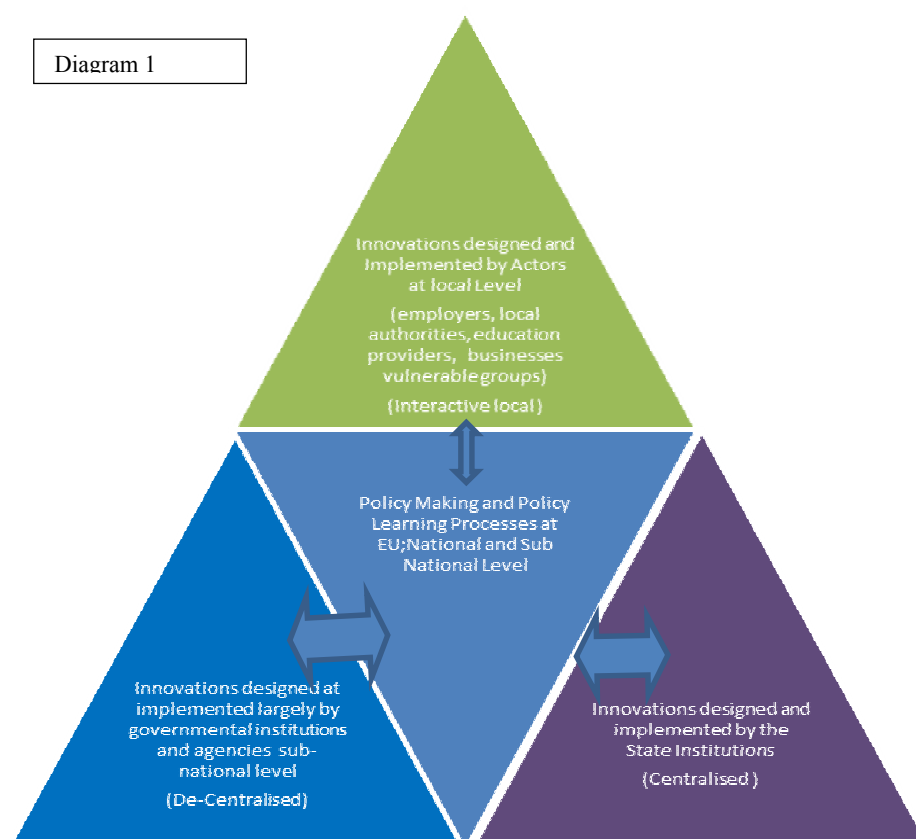 Diagram 1
Innovations designed and
Implemented by Actors
at local Level
(employers, local
authorities, education
providers, businesses
vulnerable groups)
(Interactive local)
Policy Making and Policy
Learning Processes at
EU;National and Sub
National Level
Innovations designed at
implemented largely by
governmental institutions
and agencies sub-
national level
(De-Centralised)
Innovations designed and
implemented by the
State Institutions
(Centralised)